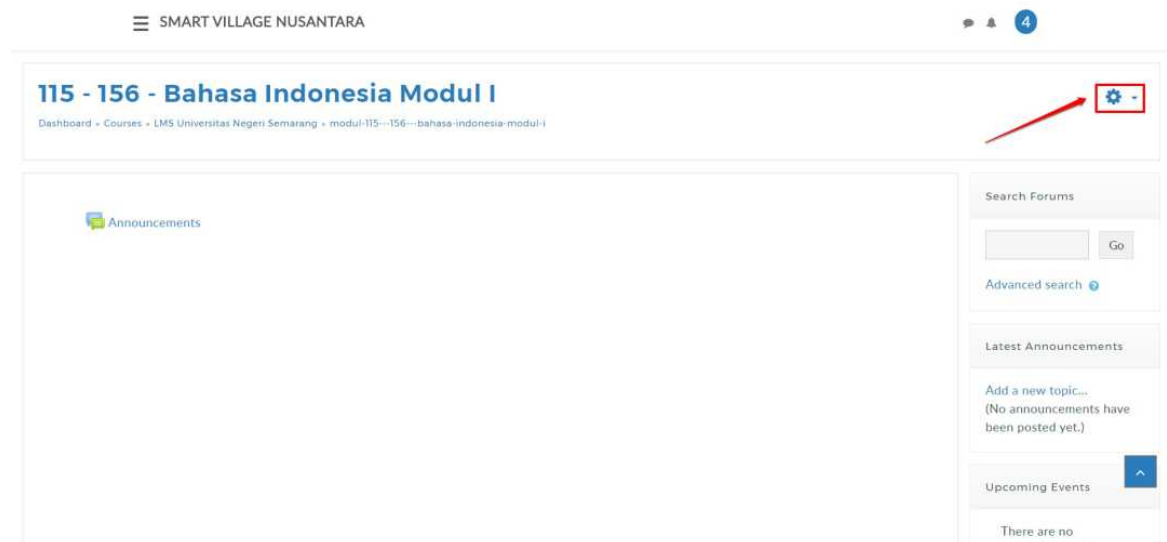 SMART VILLAGE NUSANTARA
4
115 - 156 - Bahasa Indonesia Modul I
Dashboard » Courses » LMS Universitas Negeri Semarang » modul-115---156---bahasa-indonesia-modul-i
Announcements
Search Forums
Go
Advanced search
Latest Announcements
Add a new topic...
(No announcements have
been posted yet.)
Upcoming Events
There are no